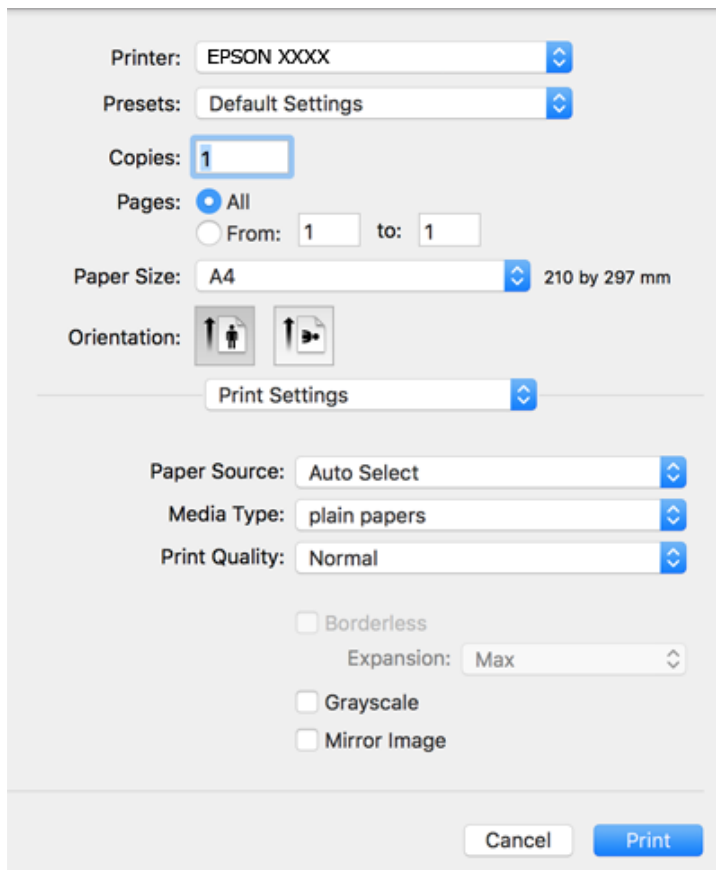 Printer: EPSON XXXX
Presets: Default Settings
Copies: 1
Pages: All
From: 1 to: 1
Paper Size: A4 210 by 297 mm
Orientation:
Print Settings
Paper Source: Auto Select
Media Type: plain papers
Print Quality: Normal
Borderless
Expansion: Max
Grayscale
Mirror Image
Cancel Print